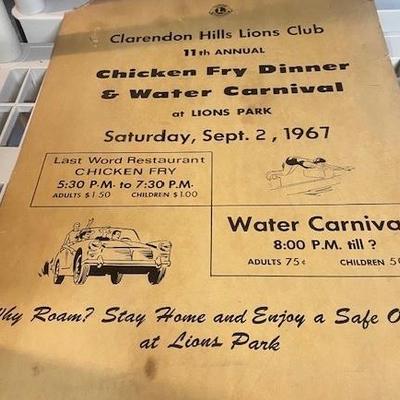 Clarendon Hills Lions Club
11th ANNUAL
Chicken Fry Dinner
& Water Carnival
at LIONS PARK
Saturday, Sept. 2, 1967
Last Word Restaurant
CHICKEN FRY
5:30 P.M. to 7:30 P.M.
ADULTS $1.50 CHILDREN $1.00
Water Carniva
8:00 P.M. till ?
ADULTS 75¢ CHILDREN 5
Why Roam? Stay Home and Enjoy a Safe
at Lions Park